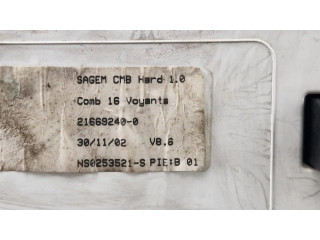 SAGEM CMB Hard 1.0
Comb 16 Voyants
21669240-0
30/11/02 V8.6
NS0253521-S PIE:B 01